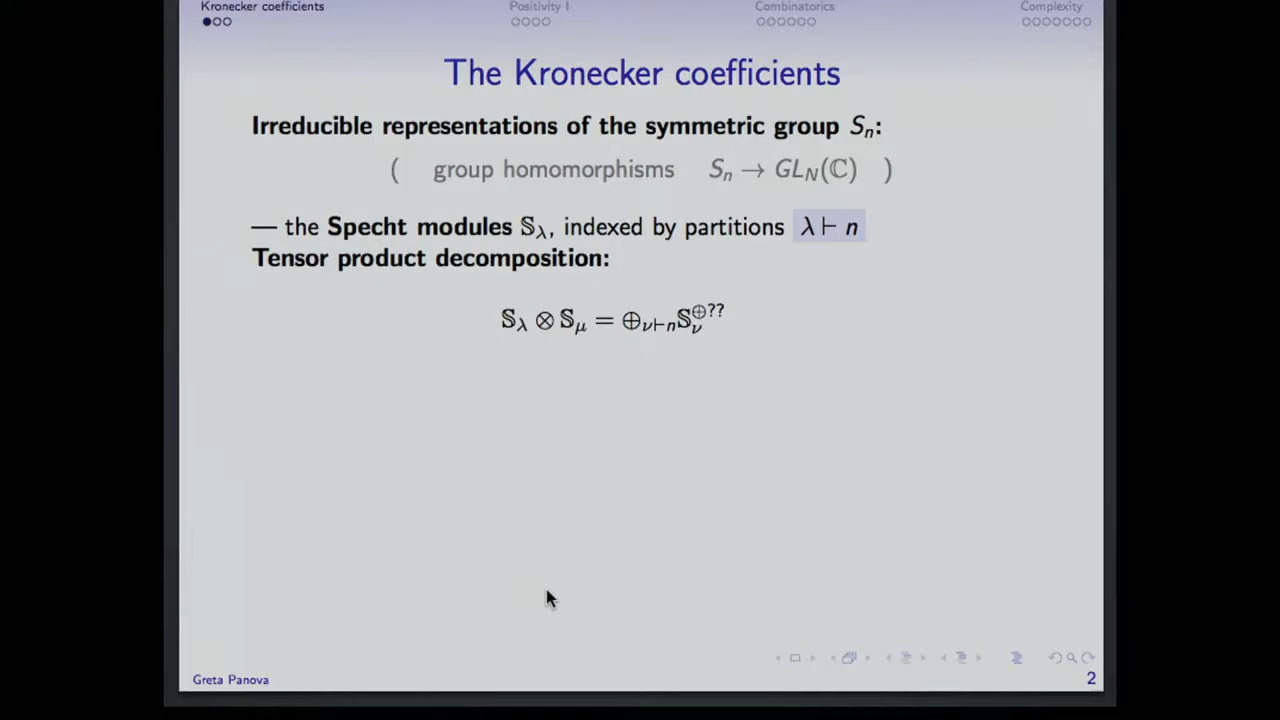 Kronecker coefficients Positivity I Combinatorics Complexity
The Kronecker coefficients
Irreducible representations of the symmetric group Sₙ:
( group homomorphisms Sₙ → GL_N(ℂ) )
— the Specht modules 𝕊_λ, indexed by partitions λ ⊢ n
Tensor product decomposition:
𝕊_λ ⊗ 𝕊_μ = ⊕_{ν⊢n} 𝕊_ν^{⊕??}
Greta Panova 2